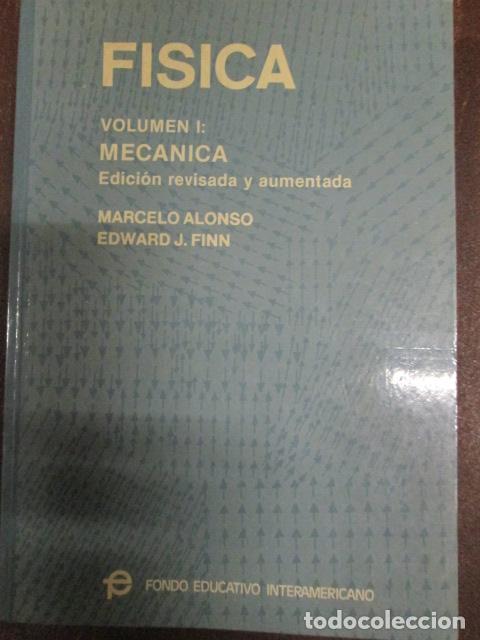 FISICA
VOLUMEN I:
MECANICA
Edición revisada y aumentada
MARCELO ALONSO
EDWARD J. FINN
FONDO EDUCATIVO INTERAMERICANO
todocoleccion